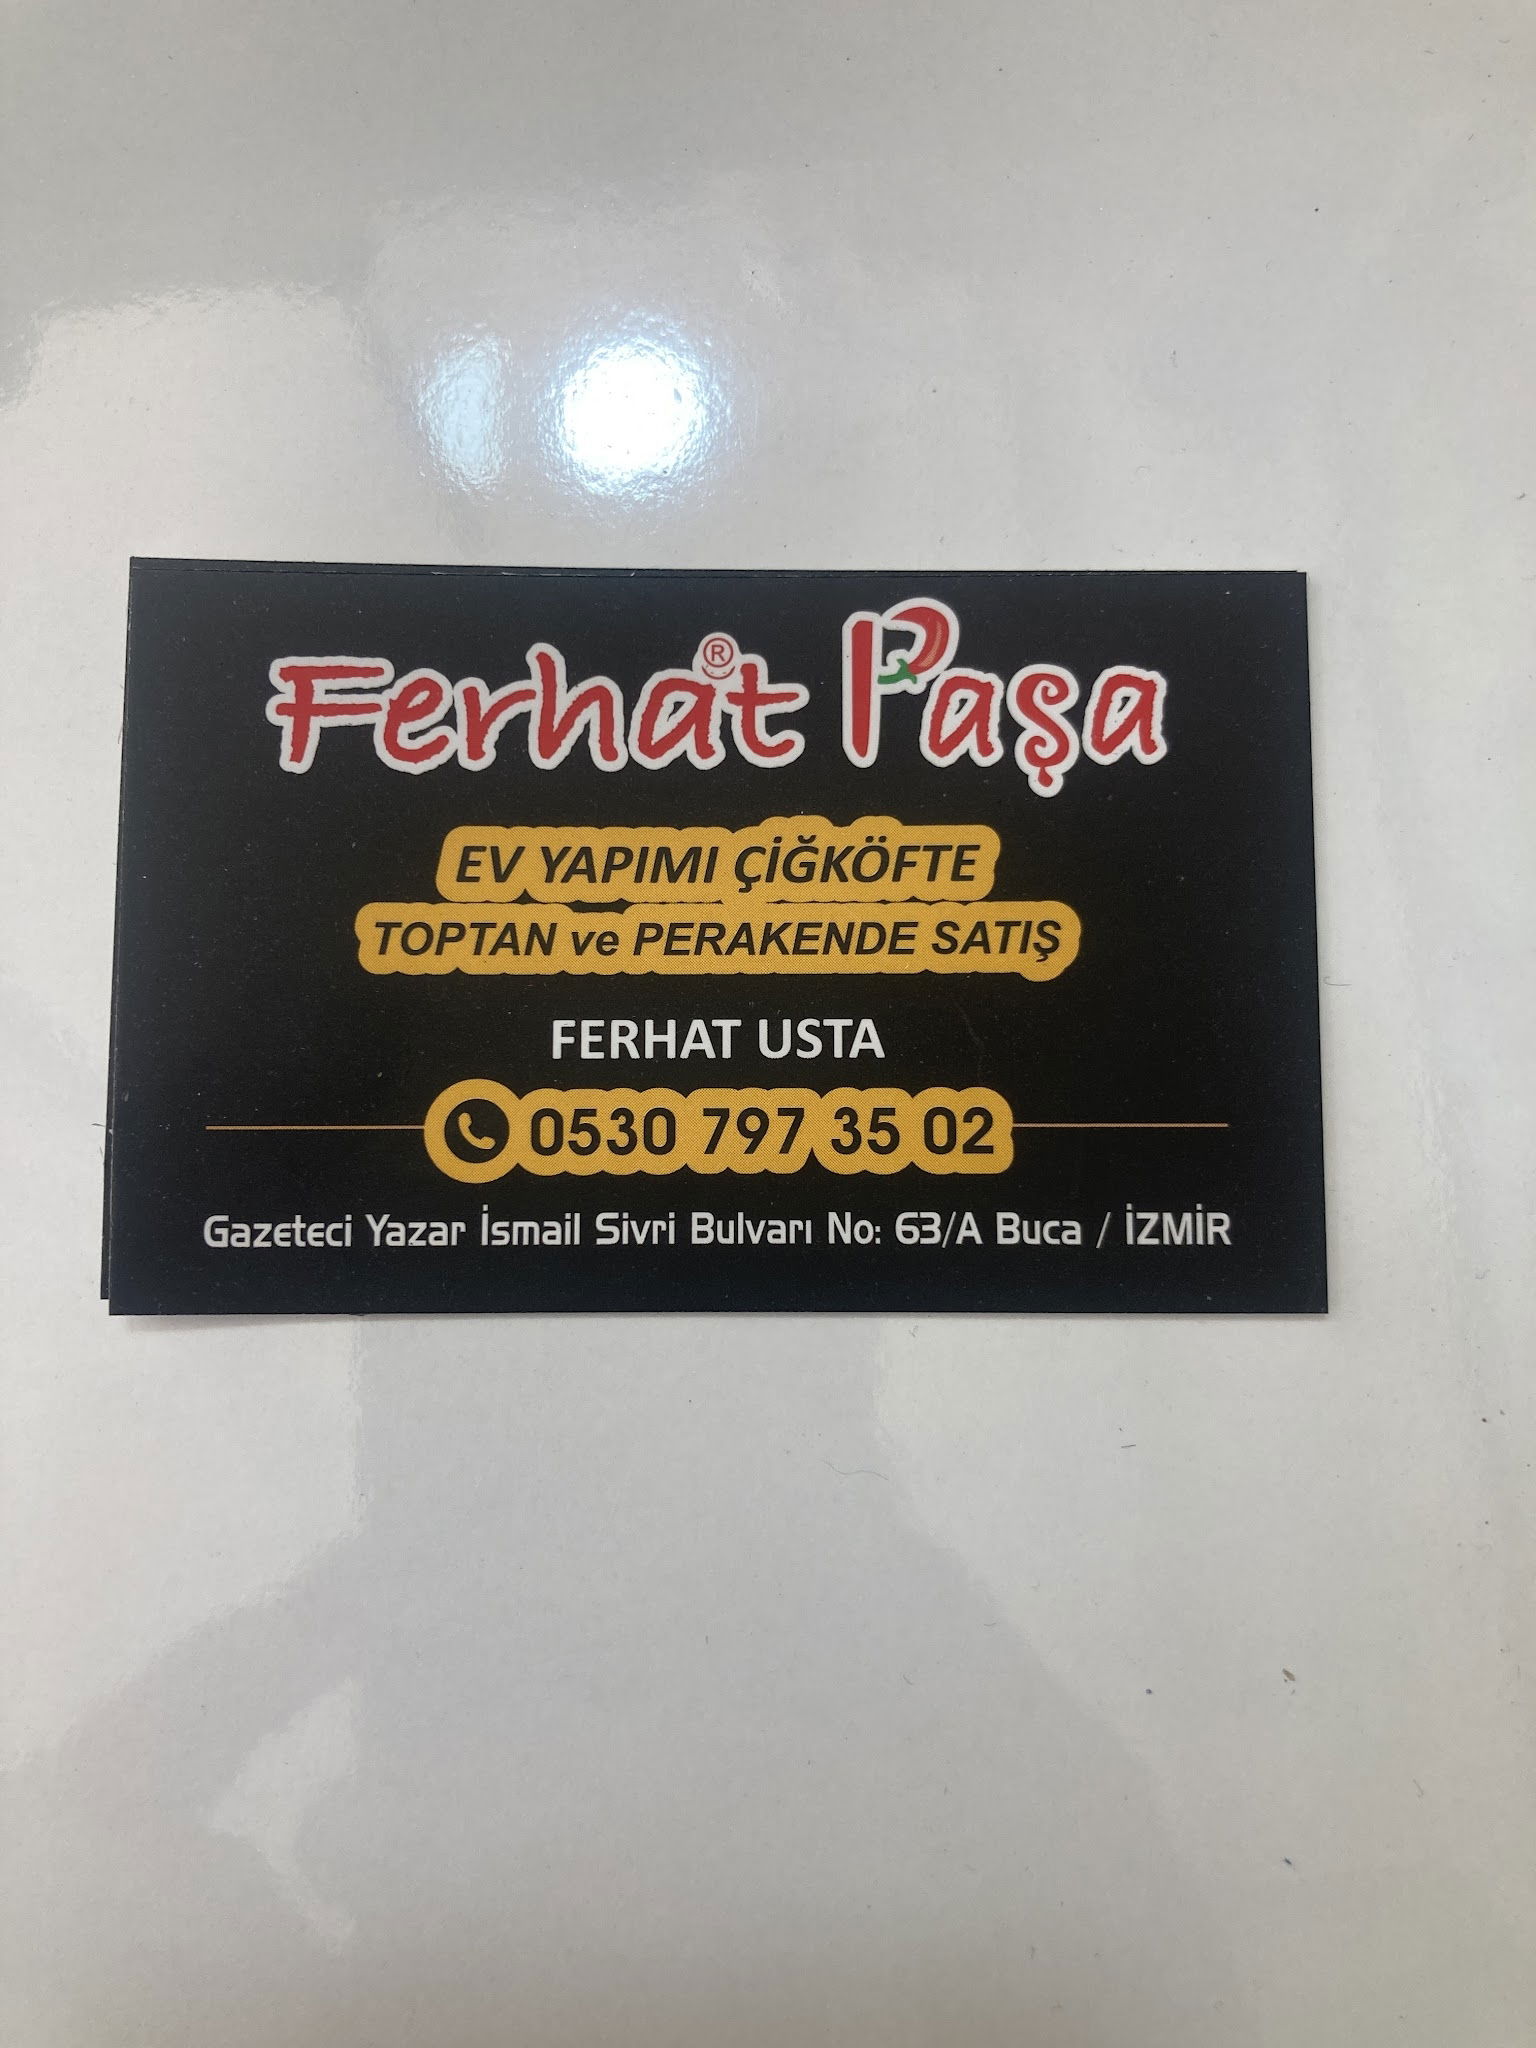 Ferhat Paşa ®
EV YAPIMI ÇİĞKÖFTE
TOPTAN ve PERAKENDE SATIŞ
FERHAT USTA
0530 797 35 02
Gazeteci Yazar İsmail Sivri Bulvarı No: 63/A Buca / İZMİR